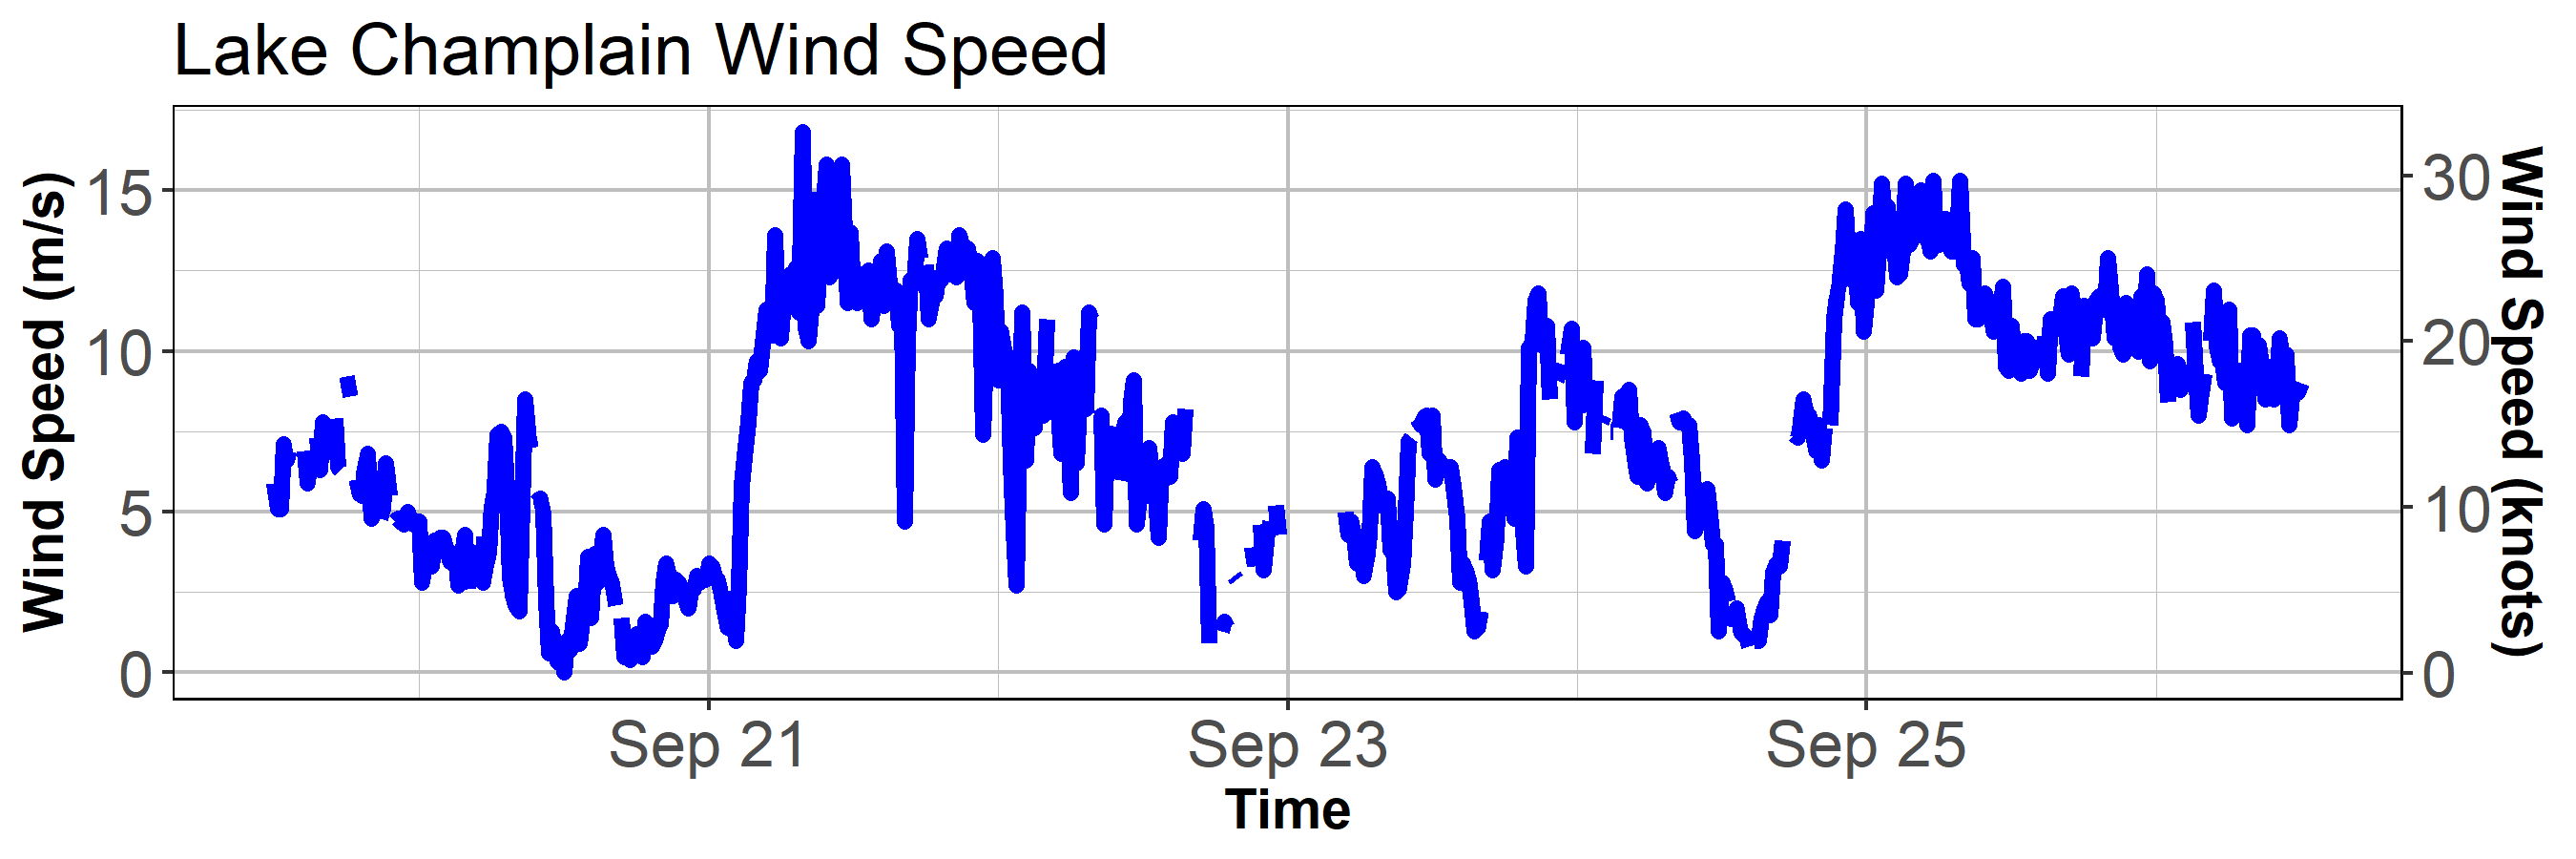 Lake Champlain Wind Speed
Wind Speed (m/s)
15
10
5
0
30
20
10
0
Wind Speed (knots)
Sep 21
Sep 23
Sep 25
Time